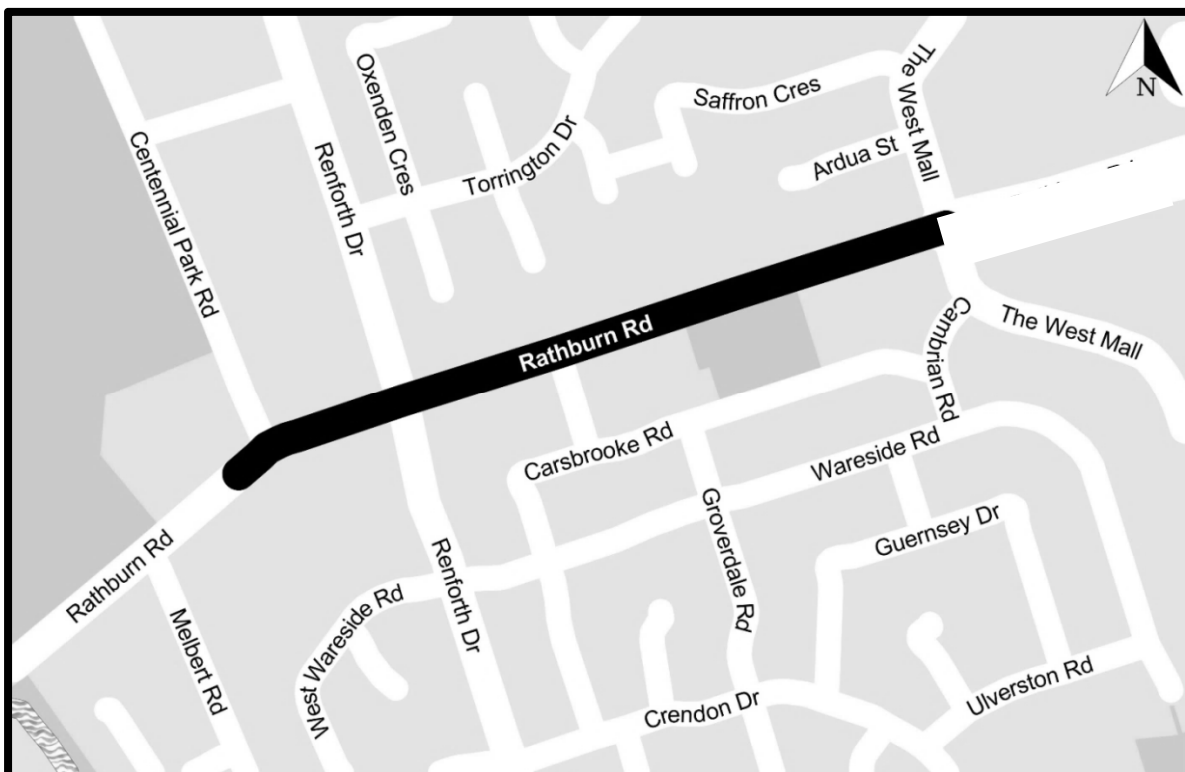 Oxenden Cres
The West Mall
Saffron Cres
N
Centennial Park Rd
Renforth Dr
Torrington Dr
Ardua St
Rathburn Rd
Cambrian Rd
The West Mall
Carsbrooke Rd
Wareside Rd
Groverdale Rd
Guernsey Dr
Rathburn Rd
Renforth Dr
West Wareside Rd
Melbert Rd
Crendon Dr
Ulverston Rd